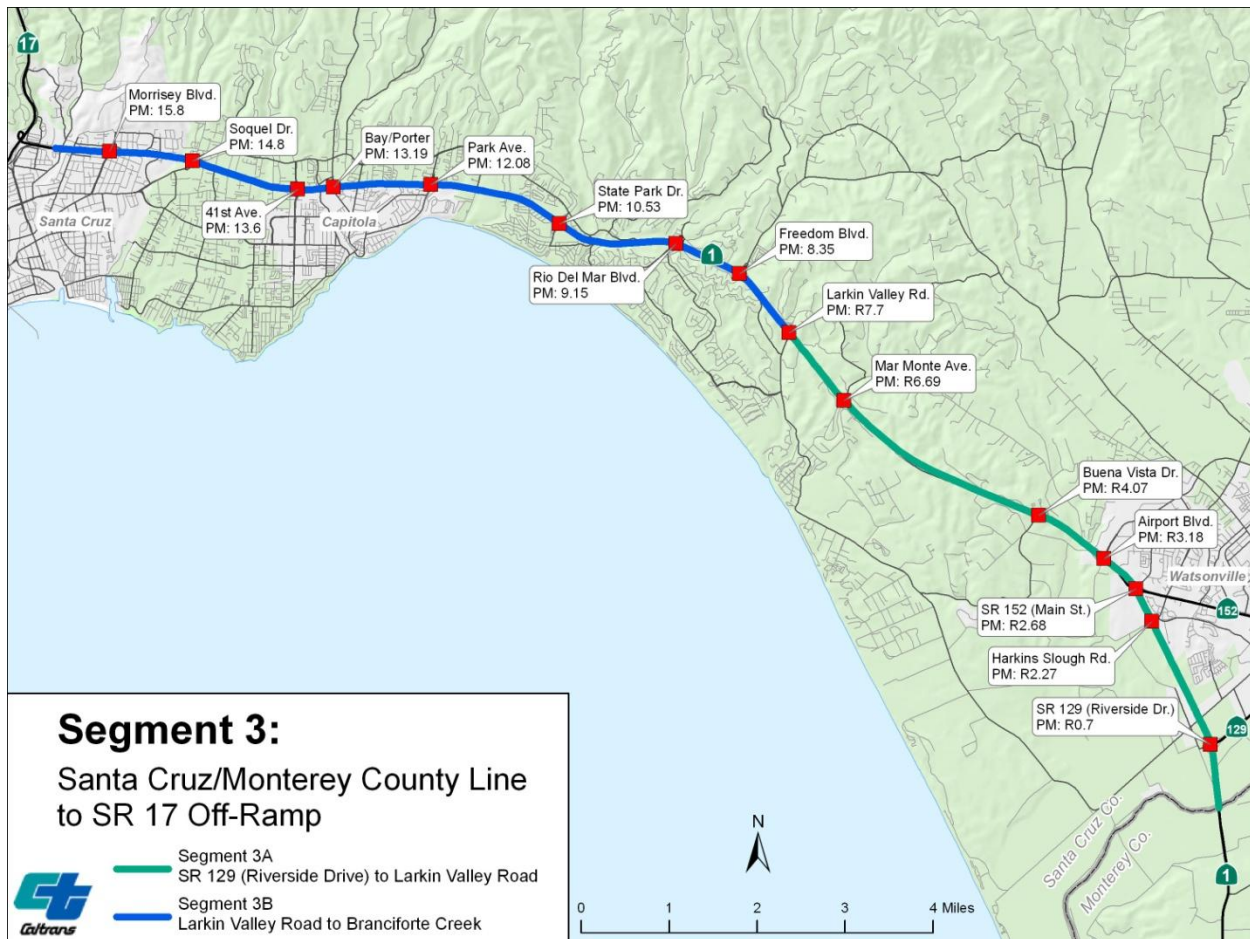 17
Morrisey Blvd.
PM: 15.8
Soquel Dr.
PM: 14.8
Bay/Porter
PM: 13.19
Park Ave.
PM: 12.08
State Park Dr.
PM: 10.53
Freedom Blvd.
PM: 8.35
41st Ave.
PM: 13.6
Santa Cruz
Capitola
1
Rio Del Mar Blvd.
PM: 9.15
Larkin Valley Rd.
PM: R7.7
Mar Monte Ave.
PM: R6.69
Buena Vista Dr.
PM: R4.07
Airport Blvd.
PM: R3.18
Watsonville
152
SR 152 (Main St.)
PM: R2.68
Harkins Slough Rd.
PM: R2.27
SR 129 (Riverside Dr.)
PM: R0.7
129
Santa Cruz Co.
Monterey Co.
1
Segment 3:
Santa Cruz/Monterey County Line
to SR 17 Off-Ramp
Segment 3A
SR 129 (Riverside Drive) to Larkin Valley Road
Segment 3B
Larkin Valley Road to Branciforte Creek
ct
Caltrans
N
0 1 2 3 4 Miles